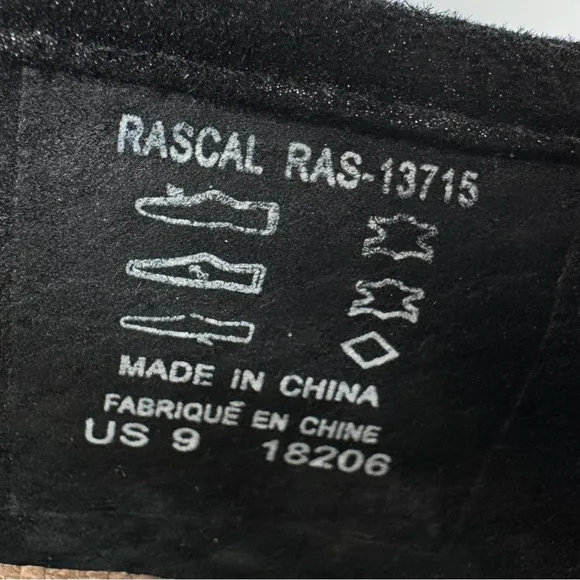 RASCAL RAS-13715
MADE IN CHINA
FABRIQUÉ EN CHINE
US 9 18206